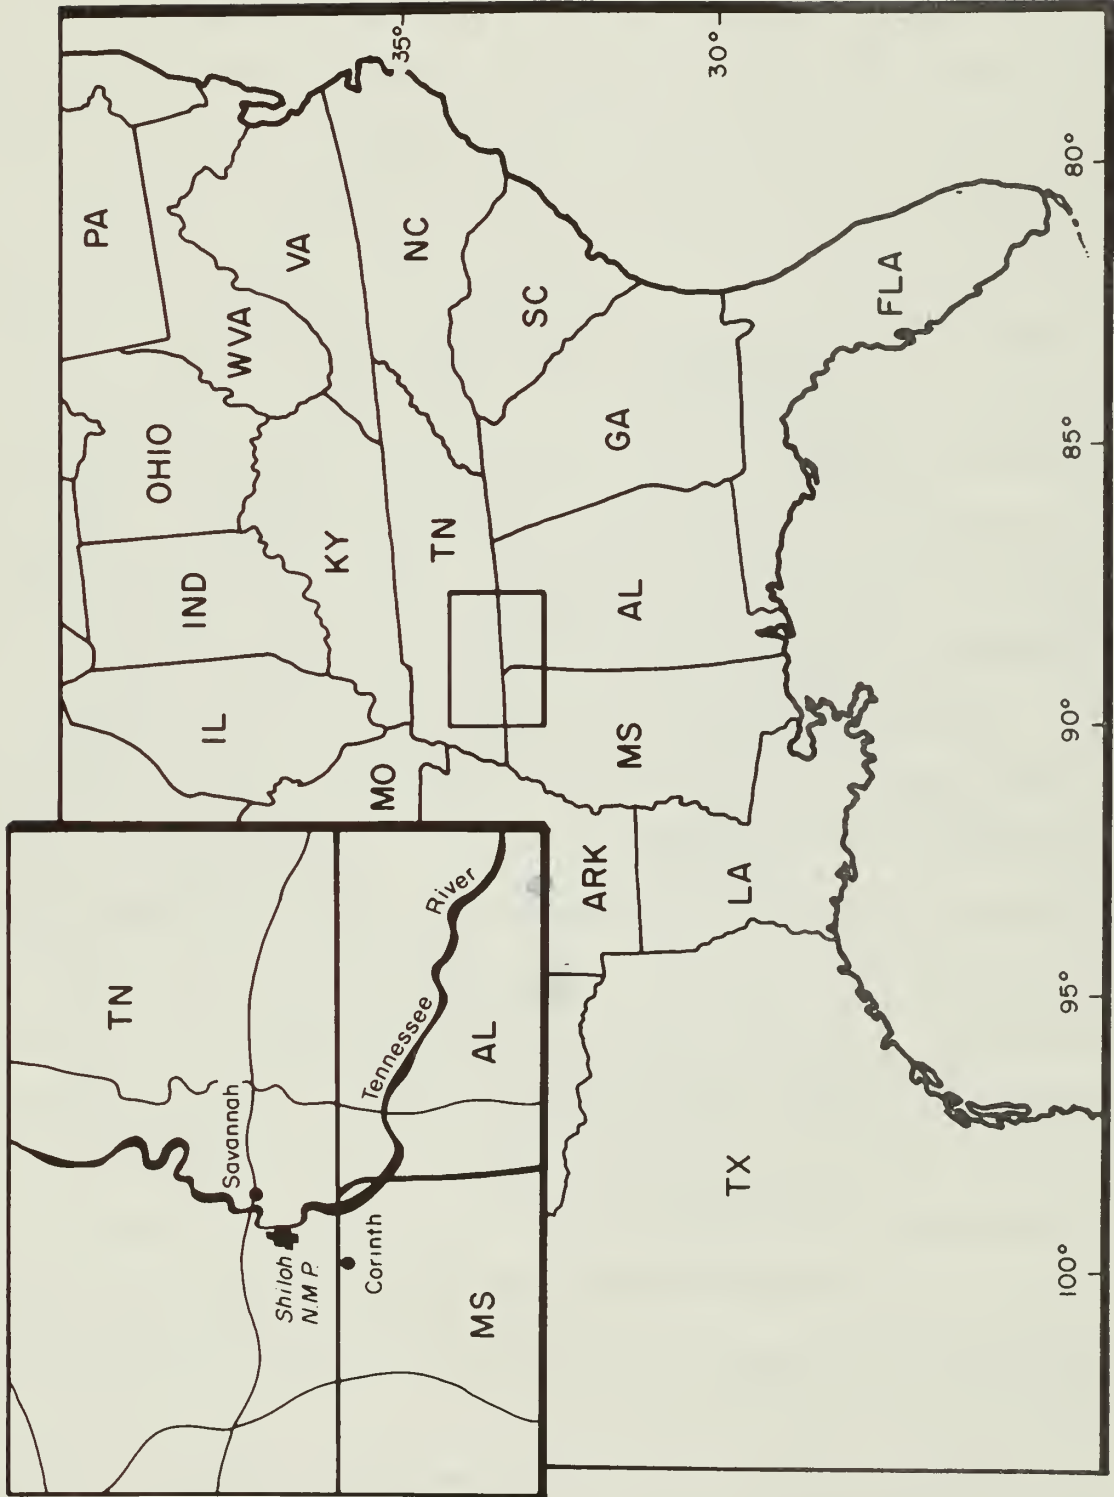 TN
Savannah
Shiloh
N.M.P.
Corinth
Tennessee
River
MS
AL
PA
OHIO
IND
IL
WVA
VA
KY
MO
NC
TN
SC
ARK
MS
AL
GA
LA
TX
FLA
35°
30°
100°
95°
90°
85°
80°